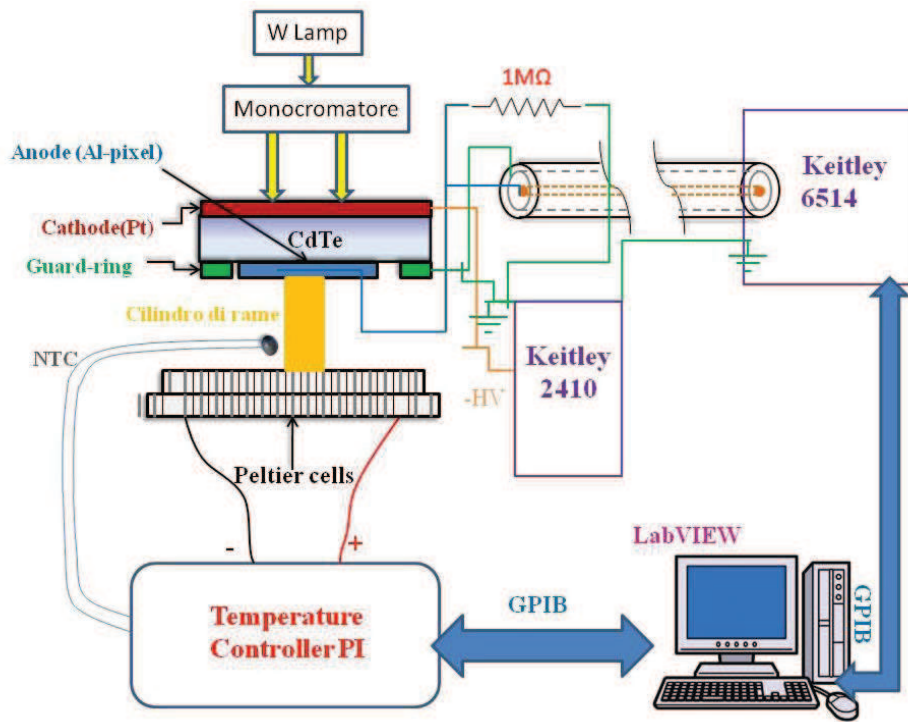 W Lamp
1MΩ
Monocromatore
Anode (Al-pixel)
Keitley
6514
Cathode(Pt)
CdTe
Guard-ring
Cilindro di rame
NTC
Keitley
2410
-HV
Peltier cells
- +
LabVIEW
Temperature
Controller PI
GPIB
GPIB